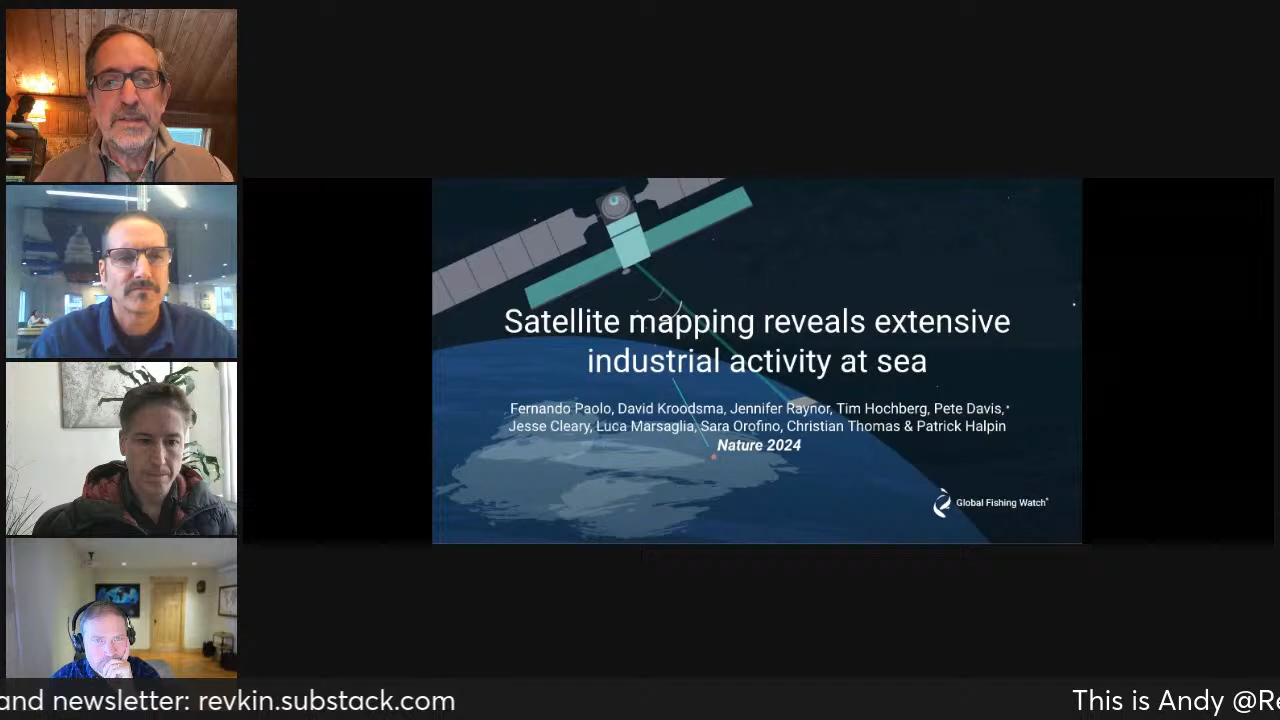 Satellite mapping reveals extensive
industrial activity at sea
Fernando Paolo, David Kroodsma, Jennifer Raynor, Tim Hochberg, Pete Davis,
Jesse Cleary, Luca Marsaglia, Sara Orofino, Christian Thomas & Patrick Halpin
Nature 2024
Global Fishing Watch
and newsletter: revkin.substack.com
This is Andy @Re